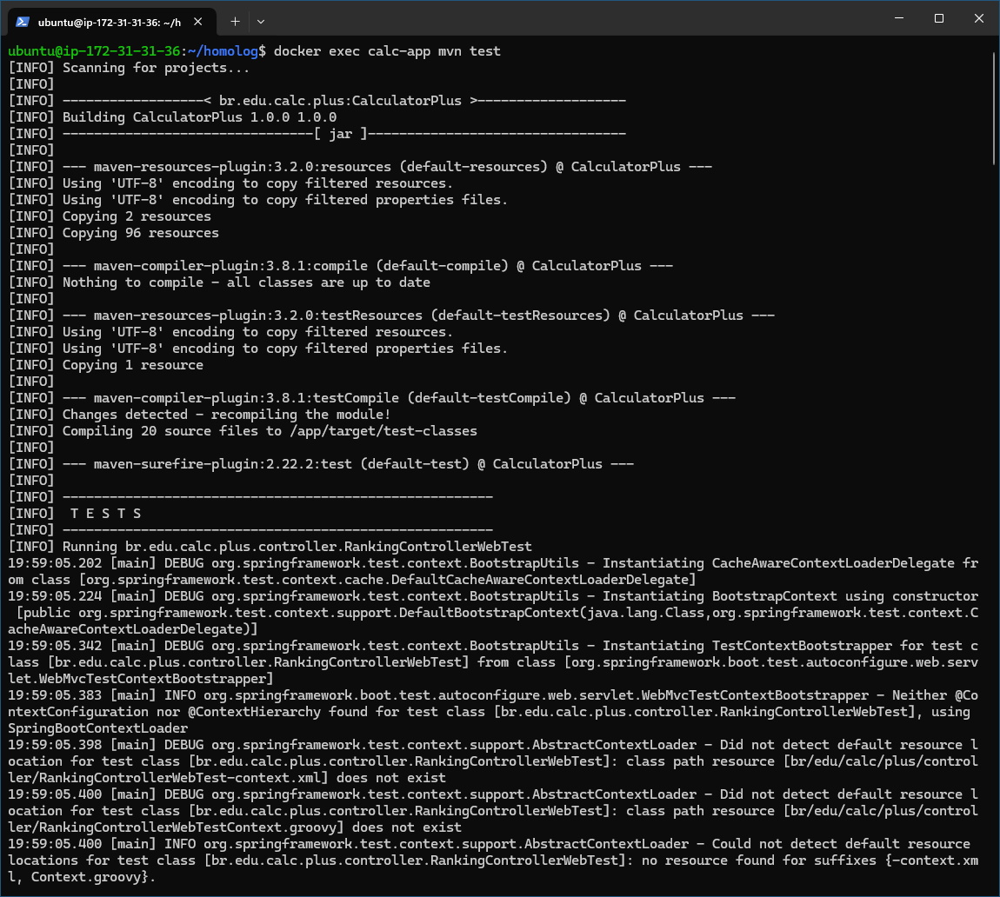 ubuntu@ip-172-31-31-36: ~/h
ubuntu@ip-172-31-31-36:~/homolog$ docker exec calc-app mvn test
[INFO] Scanning for projects...
[INFO]
[INFO] ------------------< br.edu.calc.plus:CalculatorPlus >-------------------
[INFO] Building CalculatorPlus 1.0.0 1.0.0
[INFO] --------------------------------[ jar ]---------------------------------
[INFO]
[INFO] --- maven-resources-plugin:3.2.0:resources (default-resources) @ CalculatorPlus ---
[INFO] Using 'UTF-8' encoding to copy filtered resources.
[INFO] Using 'UTF-8' encoding to copy filtered properties files.
[INFO] Copying 2 resources
[INFO] Copying 96 resources
[INFO]
[INFO] --- maven-compiler-plugin:3.8.1:compile (default-compile) @ CalculatorPlus ---
[INFO] Nothing to compile - all classes are up to date
[INFO]
[INFO] --- maven-resources-plugin:3.2.0:testResources (default-testResources) @ CalculatorPlus ---
[INFO] Using 'UTF-8' encoding to copy filtered resources.
[INFO] Using 'UTF-8' encoding to copy filtered properties files.
[INFO] Copying 1 resource
[INFO]
[INFO] --- maven-compiler-plugin:3.8.1:testCompile (default-testCompile) @ CalculatorPlus ---
[INFO] Changes detected - recompiling the module!
[INFO] Compiling 20 source files to /app/target/test-classes
[INFO]
[INFO] --- maven-surefire-plugin:2.22.2:test (default-test) @ CalculatorPlus ---
[INFO]
[INFO] -------------------------------------------------------
[INFO]  T E S T S
[INFO] -------------------------------------------------------
[INFO] Running br.edu.calc.plus.controller.RankingControllerWebTest
19:59:05.202 [main] DEBUG org.springframework.test.context.BootstrapUtils - Instantiating CacheAwareContextLoaderDelegate fr
om class [org.springframework.test.context.cache.DefaultCacheAwareContextLoaderDelegate]
19:59:05.224 [main] DEBUG org.springframework.test.context.BootstrapUtils - Instantiating BootstrapContext using constructor
 [public org.springframework.test.context.support.DefaultBootstrapContext(java.lang.Class,org.springframework.test.context.C
acheAwareContextLoaderDelegate)]
19:59:05.342 [main] DEBUG org.springframework.test.context.BootstrapUtils - Instantiating TestContextBootstrapper for test c
lass [br.edu.calc.plus.controller.RankingControllerWebTest] from class [org.springframework.boot.test.autoconfigure.web.serv
let.WebMvcTestContextBootstrapper]
19:59:05.383 [main] INFO org.springframework.boot.test.autoconfigure.web.servlet.WebMvcTestContextBootstrapper - Neither @Co
ntextConfiguration nor @ContextHierarchy found for test class [br.edu.calc.plus.controller.RankingControllerWebTest], using
SpringBootContextLoader
19:59:05.398 [main] DEBUG org.springframework.test.context.support.AbstractContextLoader - Did not detect default resource l
ocation for test class [br.edu.calc.plus.controller.RankingControllerWebTest]: class path resource [br/edu/calc/plus/control
ler/RankingControllerWebTest-context.xml] does not exist
19:59:05.400 [main] DEBUG org.springframework.test.context.support.AbstractContextLoader - Did not detect default resource l
ocation for test class [br.edu.calc.plus.controller.RankingControllerWebTest]: class path resource [br/edu/calc/plus/control
ler/RankingControllerWebTestContext.groovy] does not exist
19:59:05.400 [main] INFO org.springframework.test.context.support.AbstractContextLoader - Could not detect default resource
locations for test class [br.edu.calc.plus.controller.RankingControllerWebTest]: no resource found for suffixes {-context.xm
l, Context.groovy}.